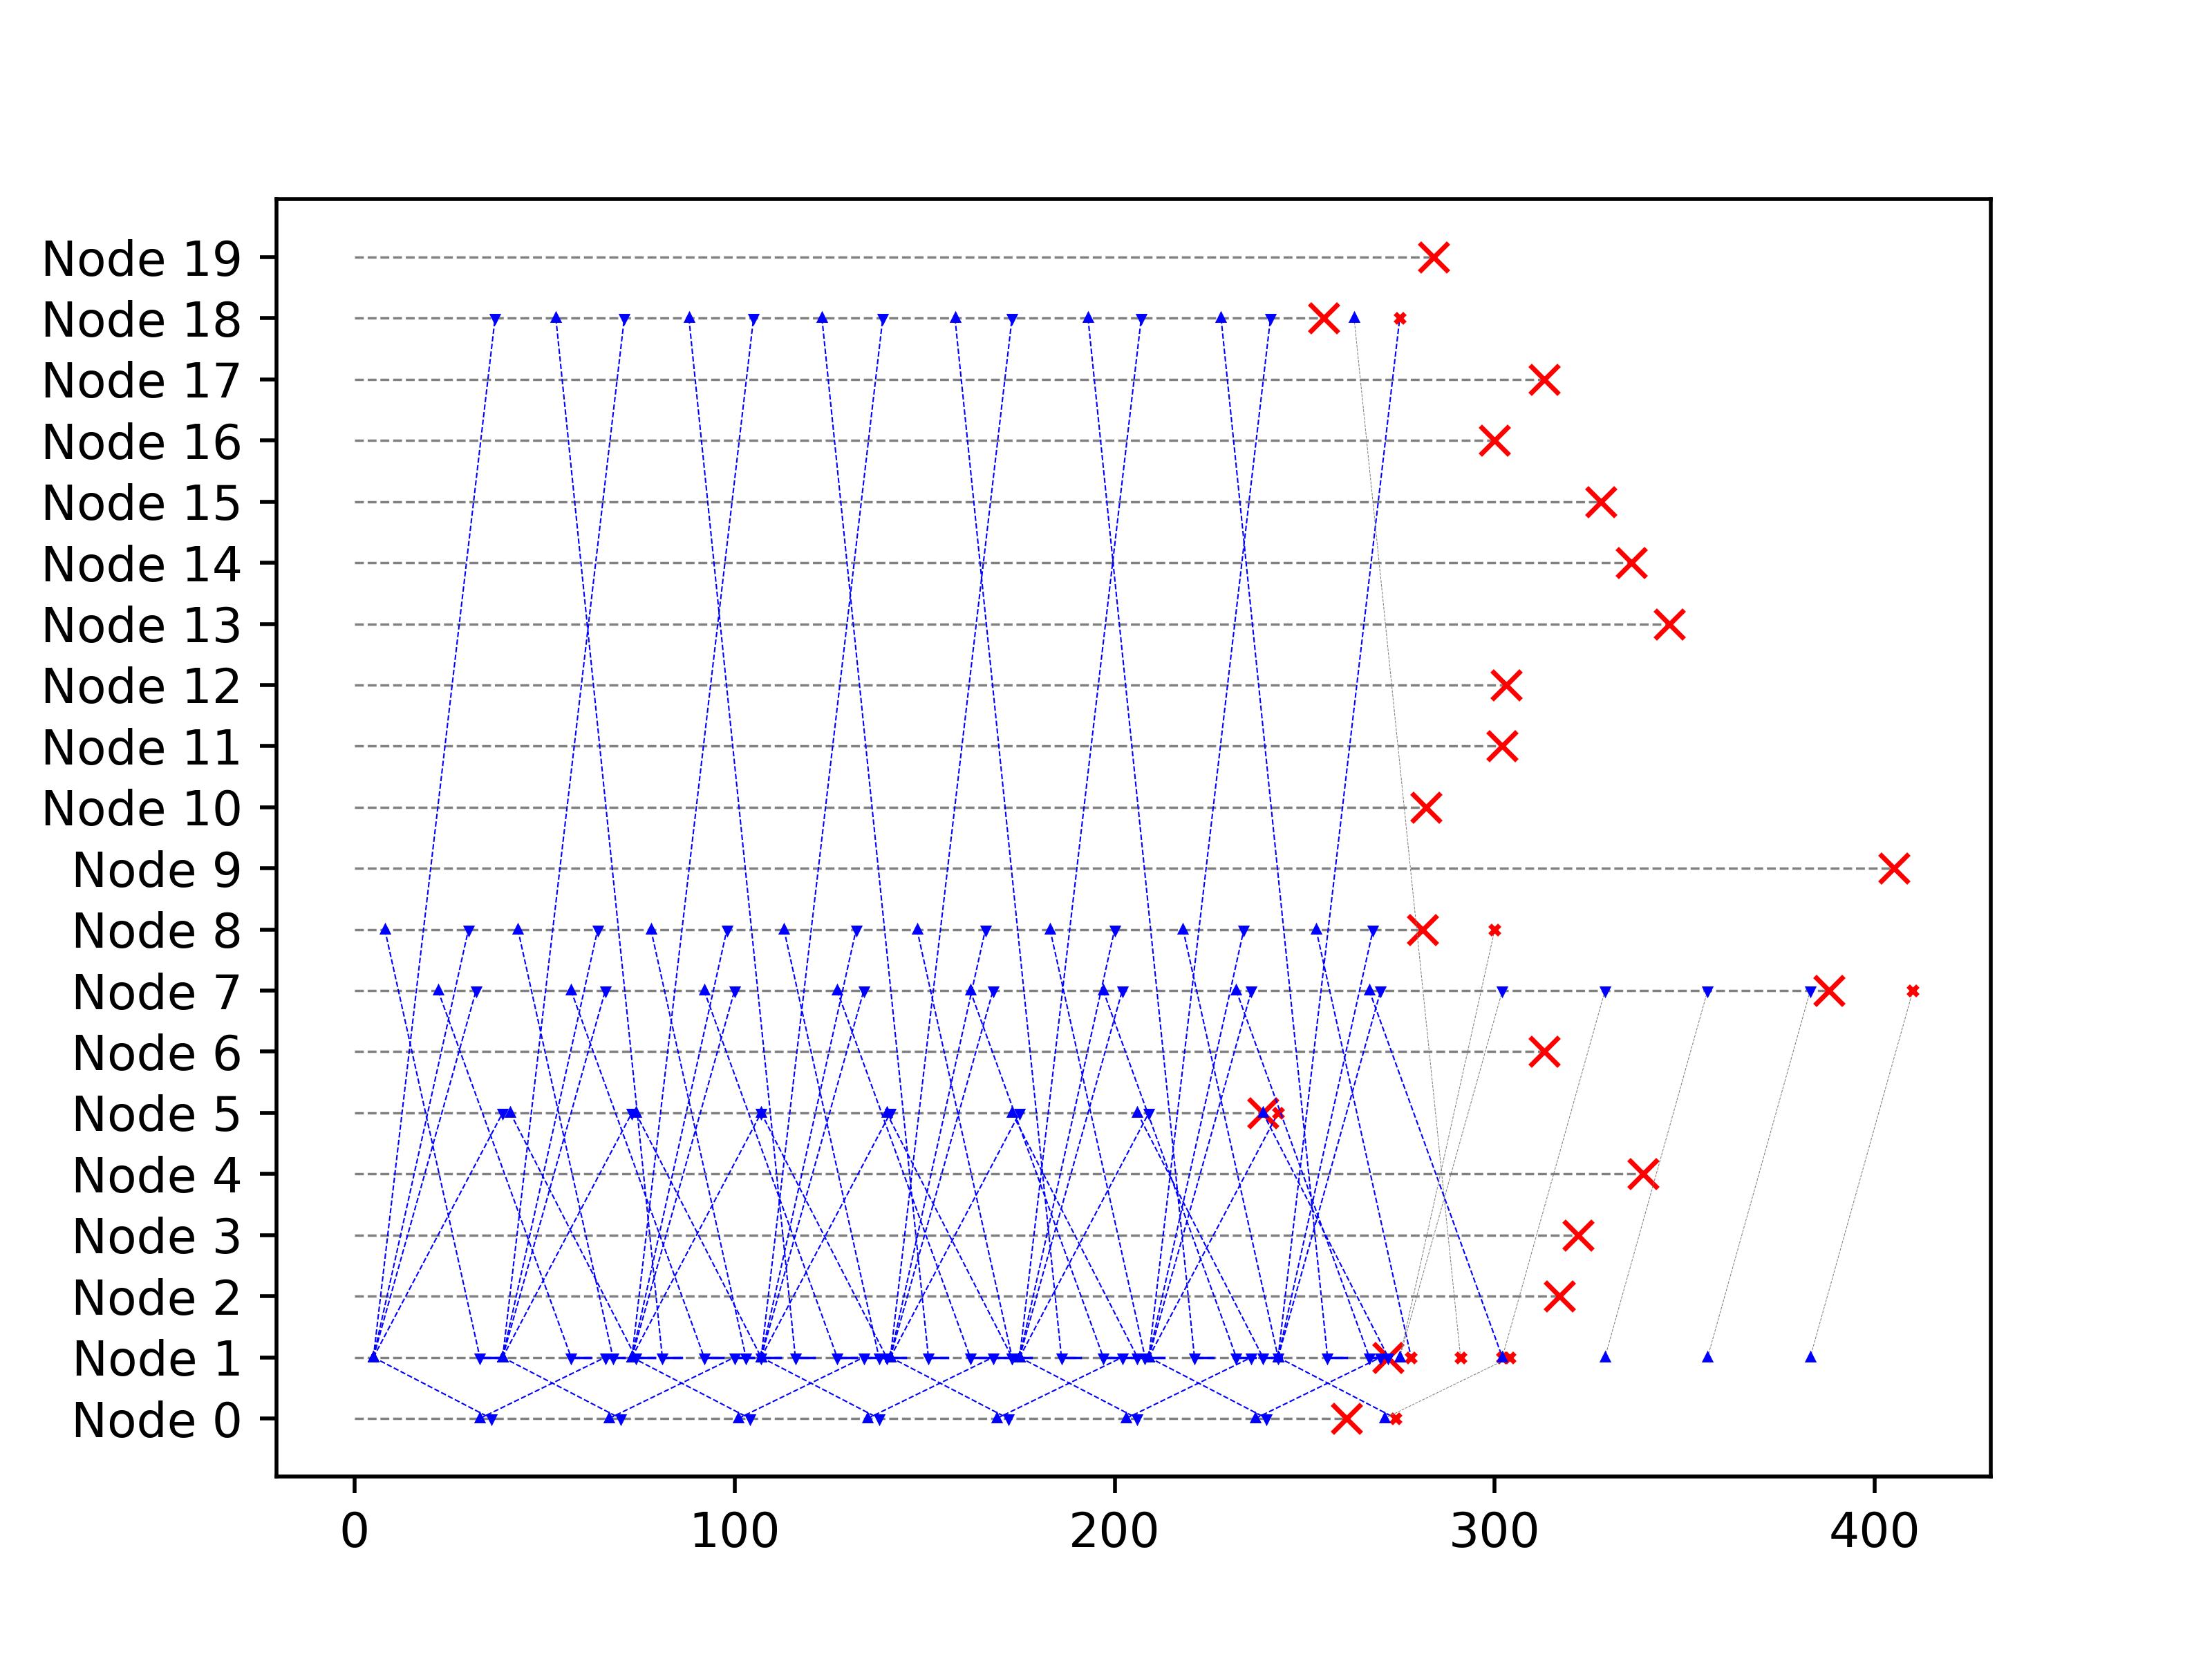 Node 19
Node 18
Node 17
Node 16
Node 15
Node 14
Node 13
Node 12
Node 11
Node 10
Node 9
Node 8
Node 7
Node 6
Node 5
Node 4
Node 3
Node 2
Node 1
Node 0
0 100 200 300 400